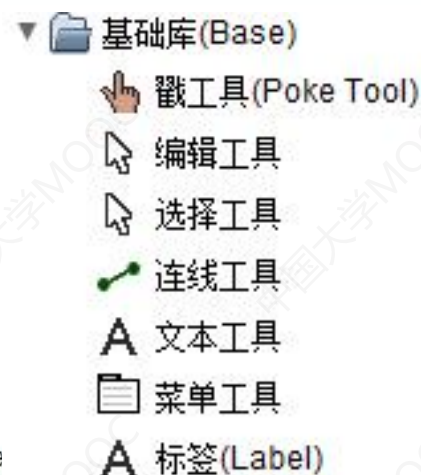 基础库(Base)
戳工具(Poke Tool)
编辑工具
选择工具
连线工具
文本工具
菜单工具
标签(Label)